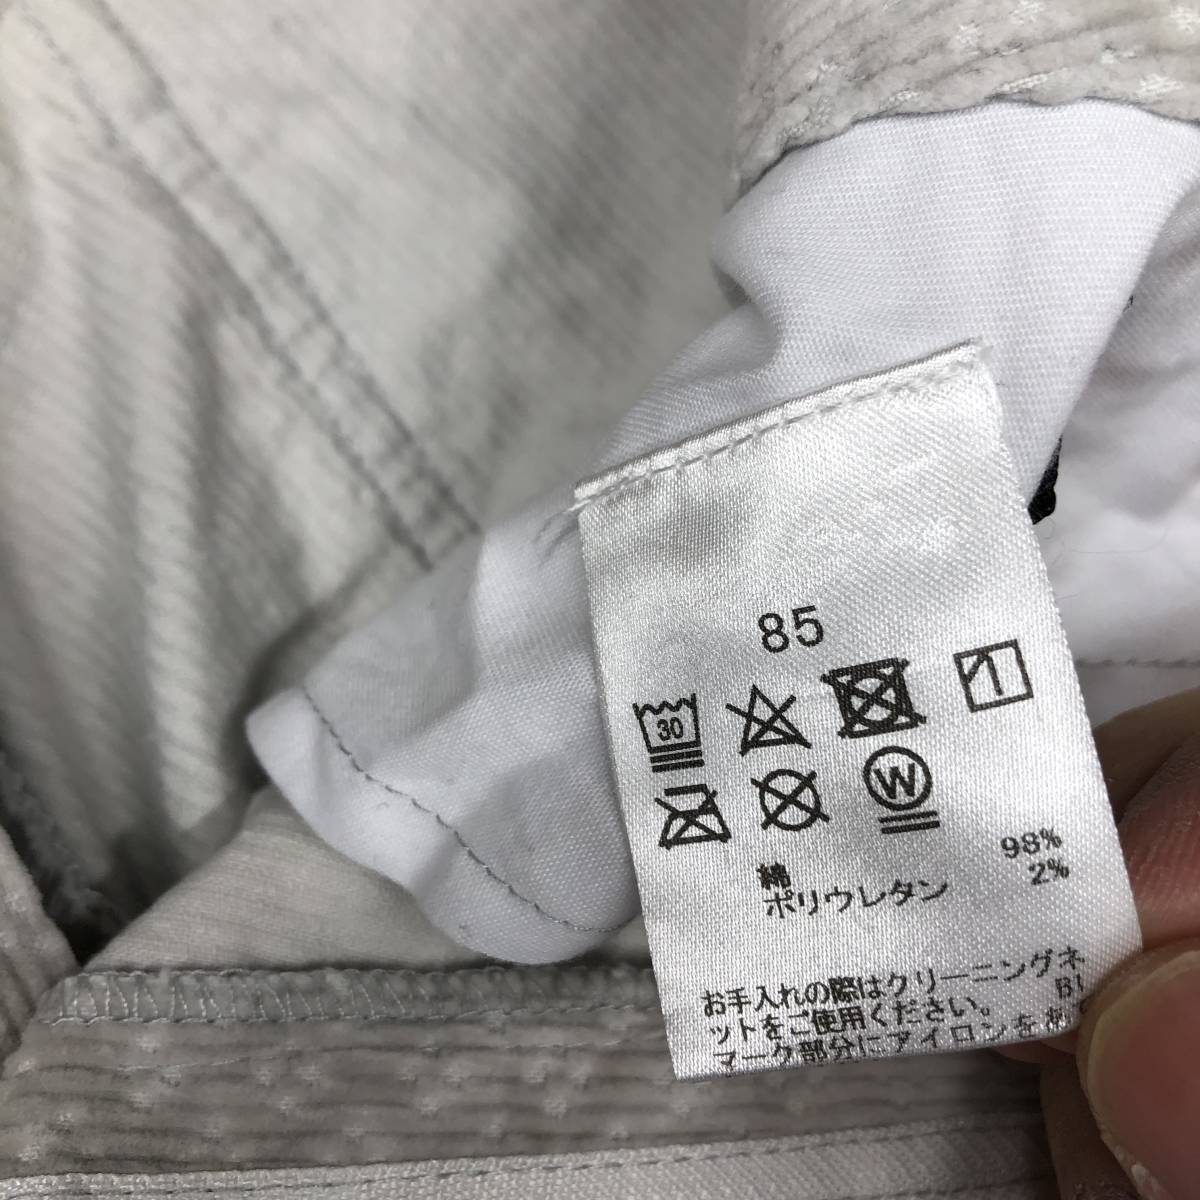 85
30
W
綿 98%
ポリウレタン 2%
お手入れの際はクリーニングネ
ットをご使用ください。 B1
マーク部分にアイロンを